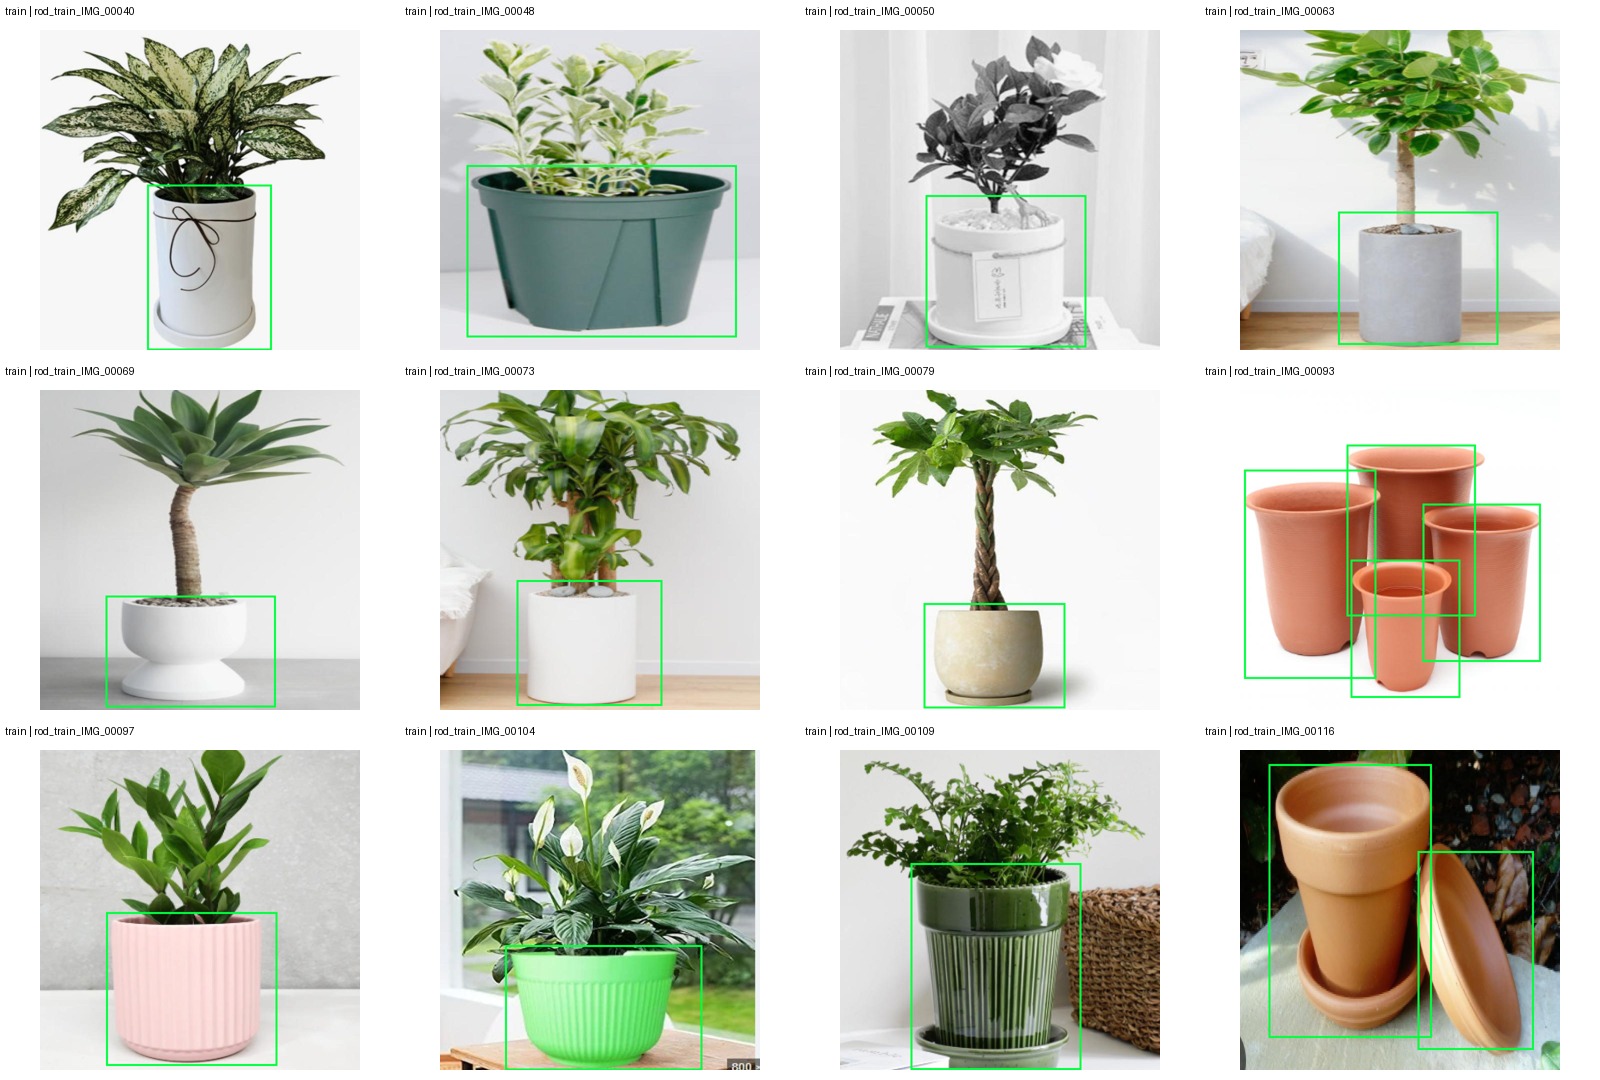 train | rod_train_IMG_00040
train | rod_train_IMG_00048
train | rod_train_IMG_00050
train | rod_train_IMG_00063
train | rod_train_IMG_00069
train | rod_train_IMG_00073
train | rod_train_IMG_00079
train | rod_train_IMG_00093
train | rod_train_IMG_00097
train | rod_train_IMG_00104
train | rod_train_IMG_00109
train | rod_train_IMG_00116
800